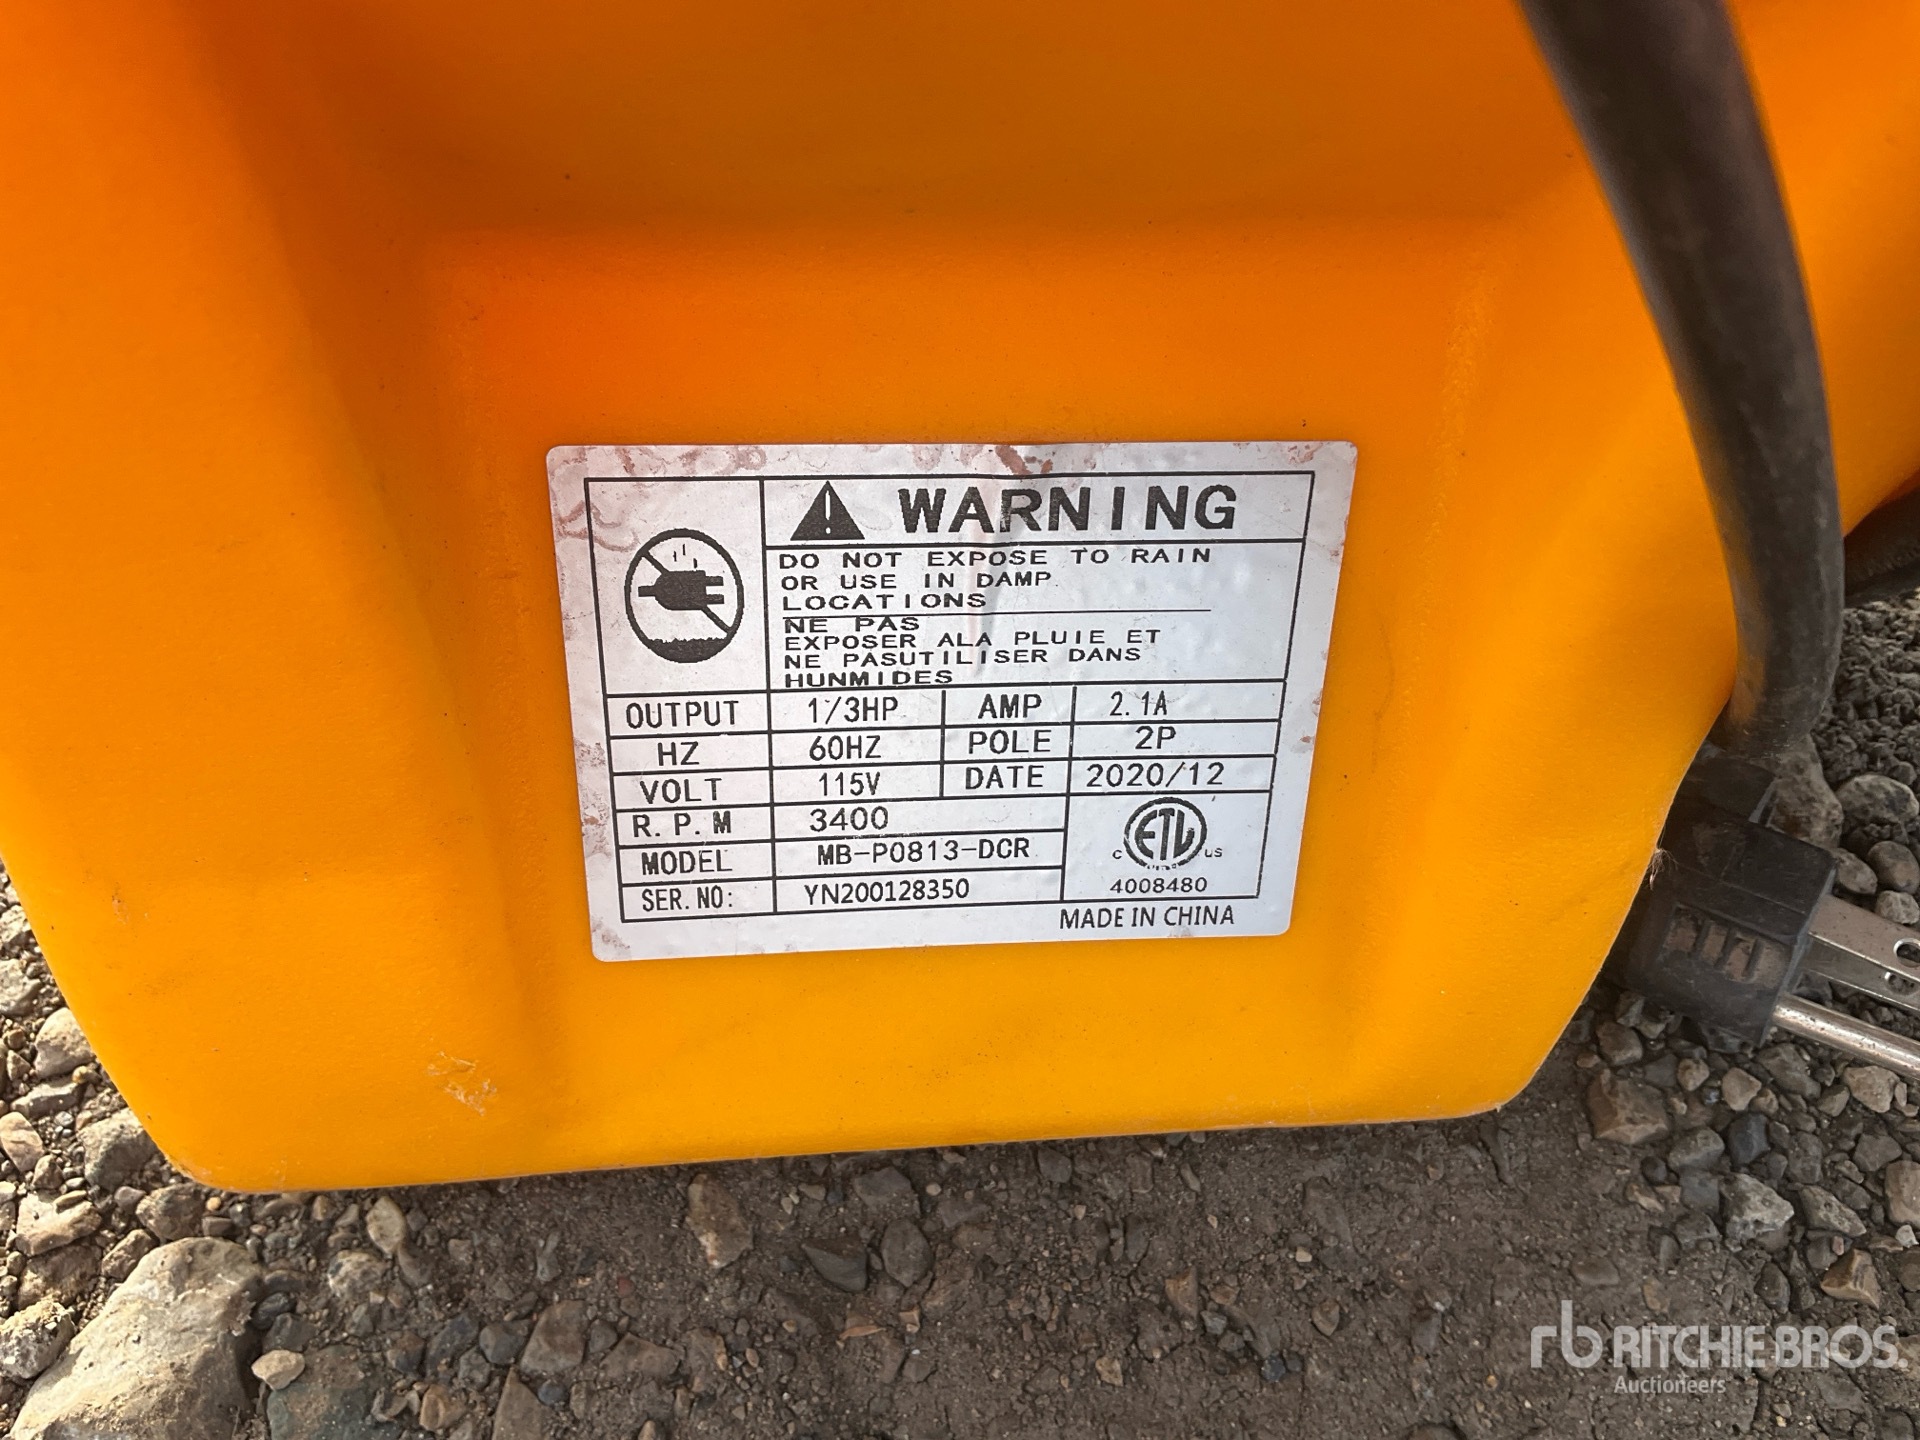 WARNING
DO NOT EXPOSE TO RAIN
OR USE IN DAMP
LOCATIONS
NE PAS
EXPOSER ALA PLUIE ET
NE PASUTILISER DANS
HUNMIDES
OUTPUT 1/3HP AMP 2.1A
HZ 60HZ POLE 2P
VOLT 115V DATE 2020/12
R.P.M 3400
MODEL MB-P0813-DCR
SER.NO: YN200128350
ETL
C US
4008480
MADE IN CHINA
rb RITCHIE BROS.
Auctioneers